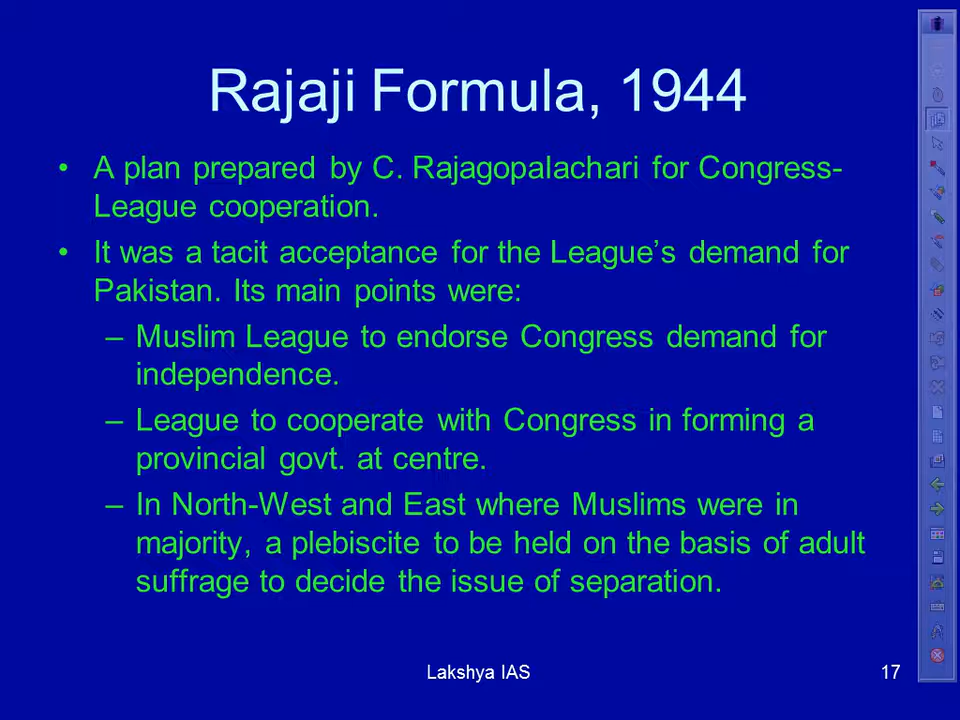 Rajaji Formula, 1944
• A plan prepared by C. Rajagopalachari for Congress-
League cooperation.
• It was a tacit acceptance for the League’s demand for
Pakistan. Its main points were:
– Muslim League to endorse Congress demand for
independence.
– League to cooperate with Congress in forming a
provincial govt. at centre.
– In North-West and East where Muslims were in
majority, a plebiscite to be held on the basis of adult
suffrage to decide the issue of separation.
Lakshya IAS
17